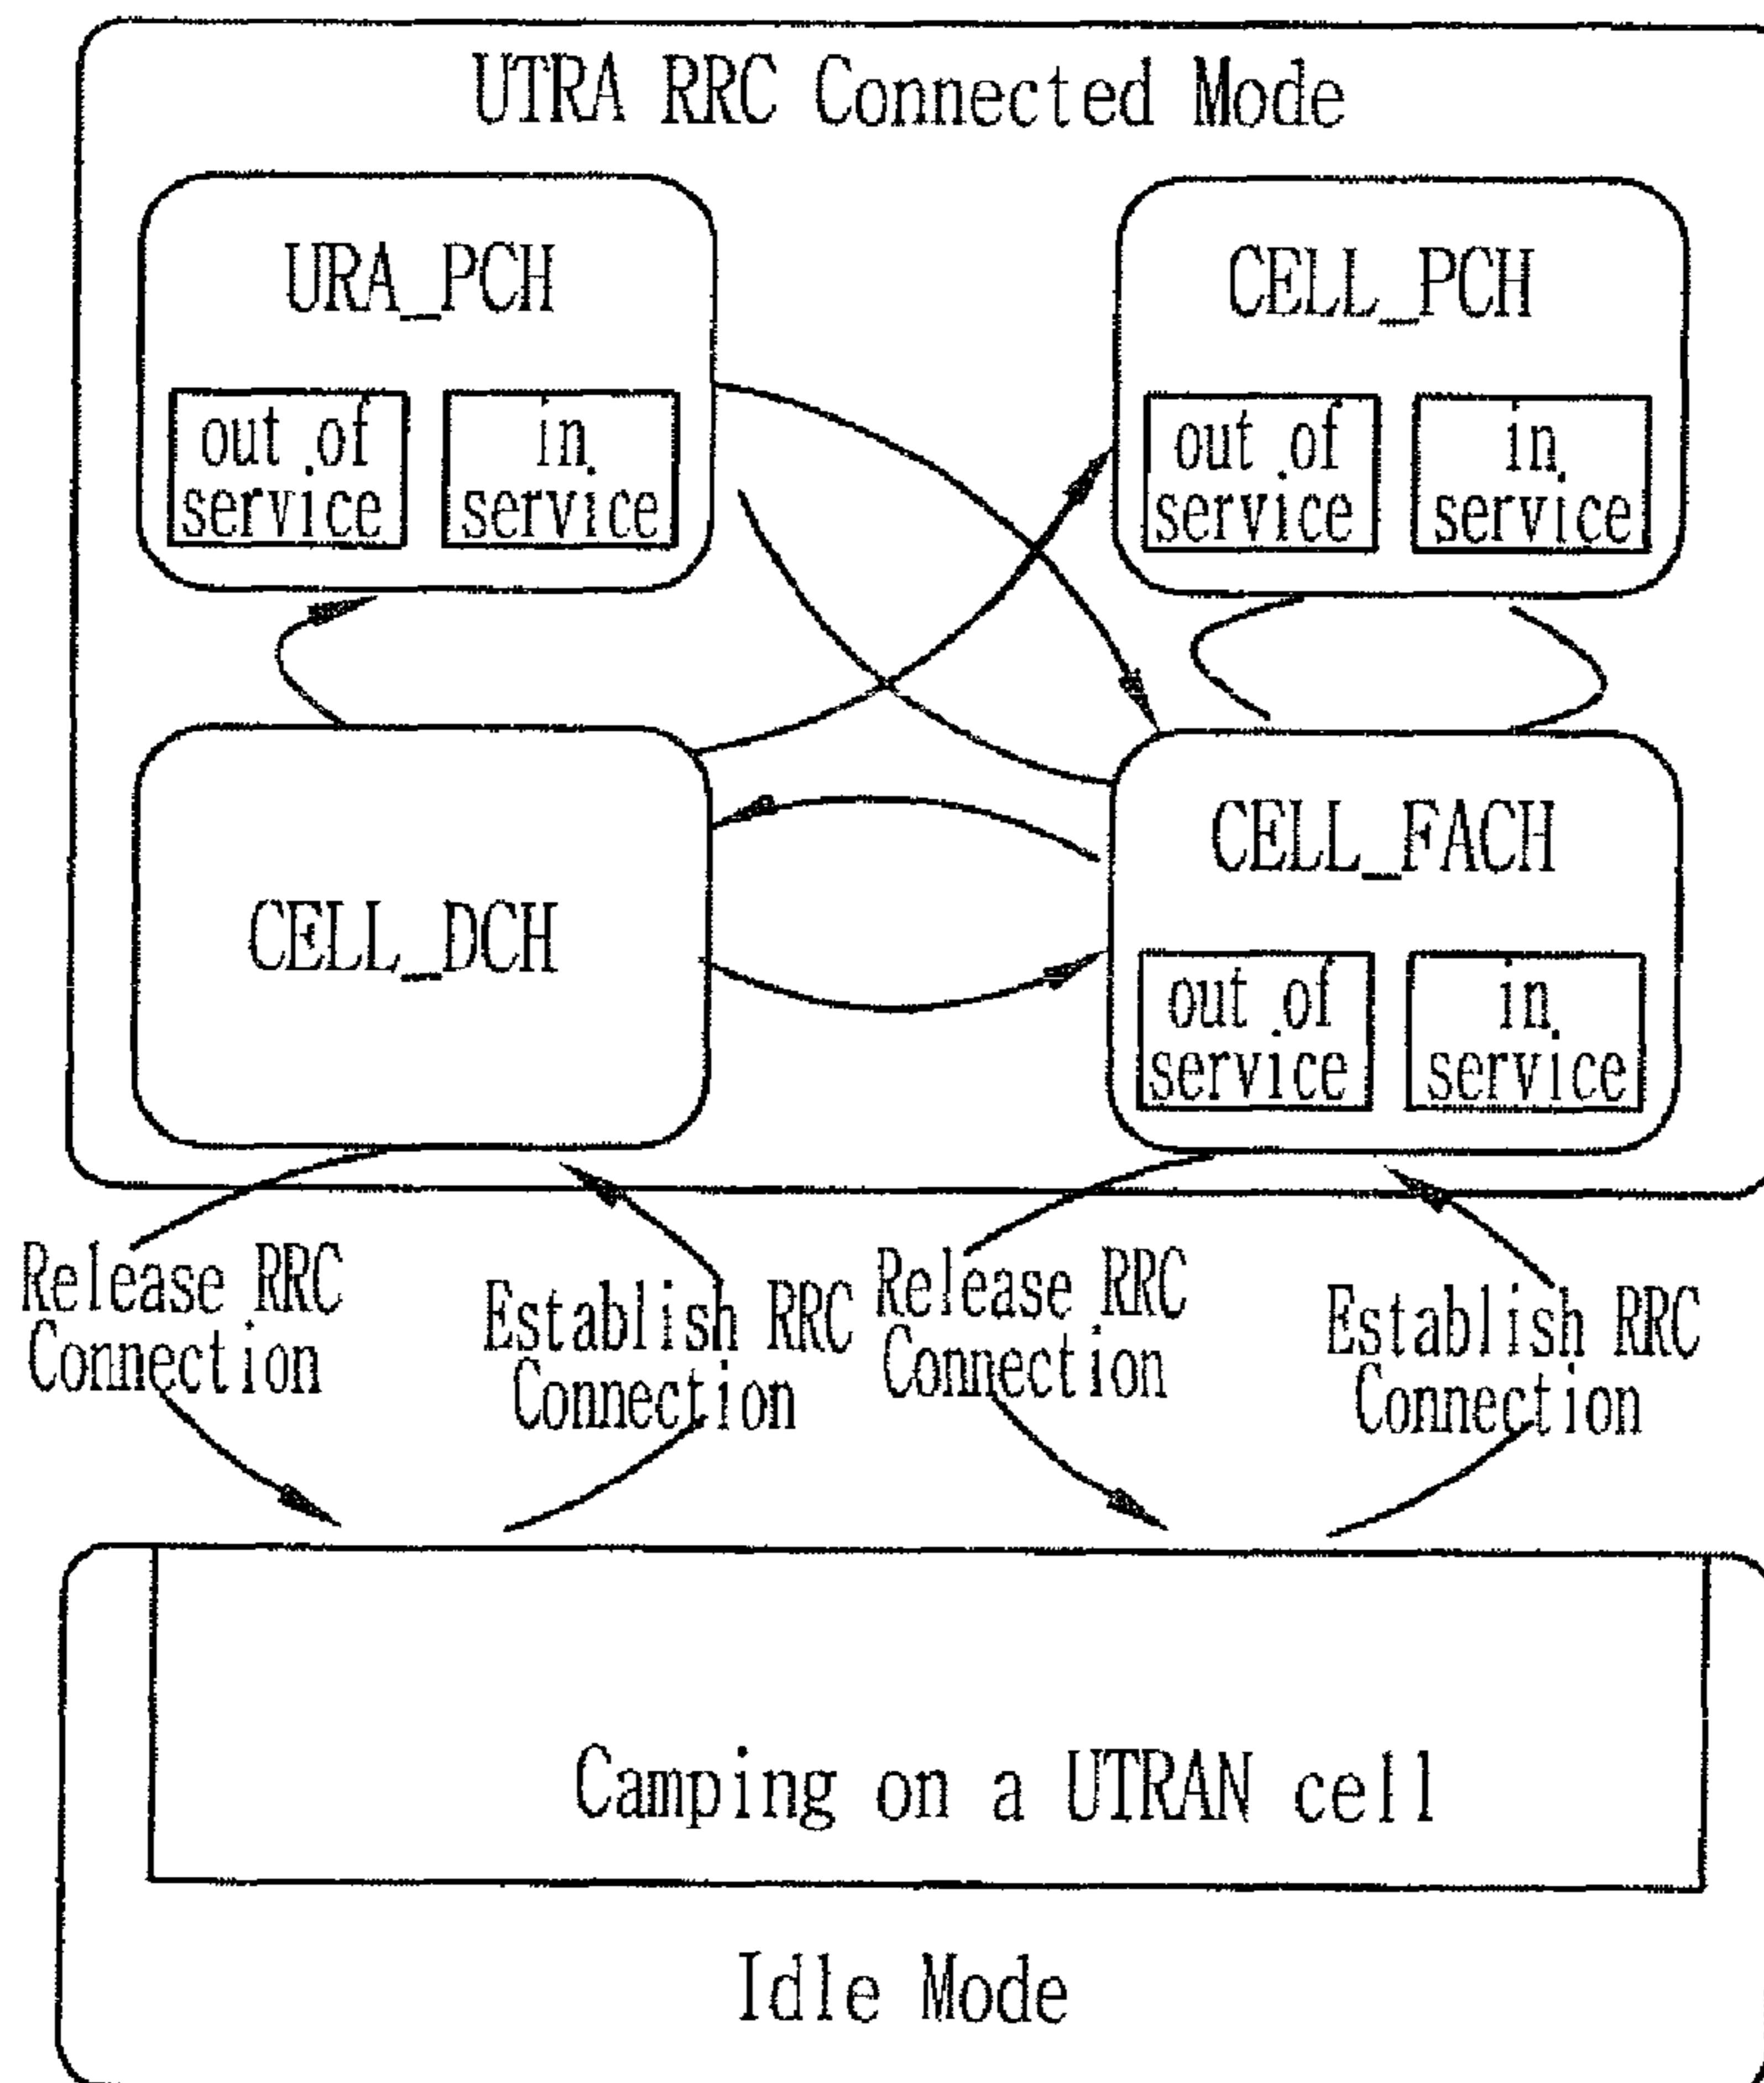 UTRA RRC Connected Mode
URA_PCH
out of
service
in
service
CELL_PCH
out of
service
in
service
CELL_DCH
CELL_FACH
out of
service
in
service
Release RRC
Connection
Establish RRC
Connection
Release RRC
Connection
Establish RRC
Connection
Camping on a UTRAN cell
Idle Mode